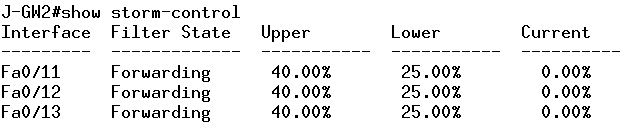 J-GW2#show storm-control
Interface  Filter State   Upper        Lower        Current
---------  -------------  -----------  -----------  ----------
Fa0/11     Forwarding      40.00%       25.00%        0.00%
Fa0/12     Forwarding      40.00%       25.00%        0.00%
Fa0/13     Forwarding      40.00%       25.00%        0.00%